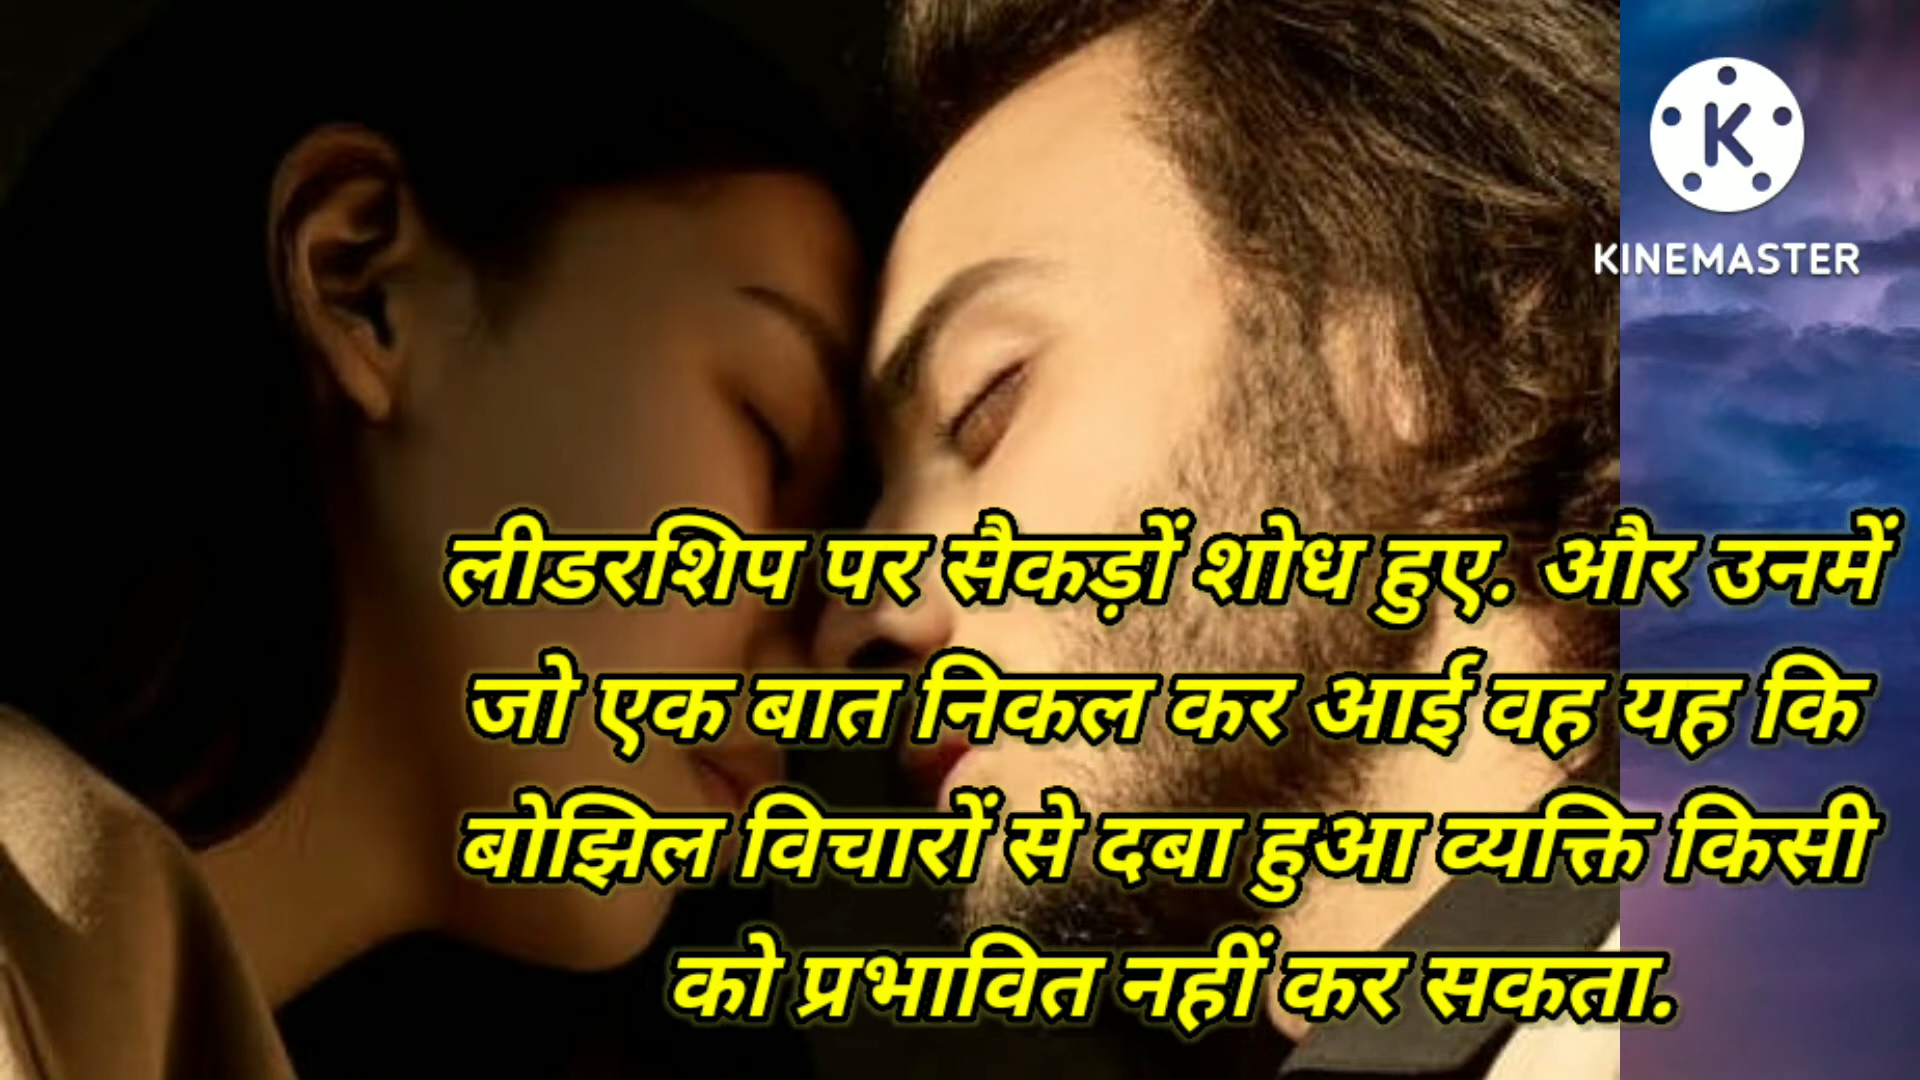 KINEMASTER
लीडरशिप पर सैकड़ों शोध हुए. और उनमें
जो एक बात निकल कर आई वह यह कि
बोझिल विचारों से दबा हुआ व्यक्ति किसी
को प्रभावित नहीं कर सकता.